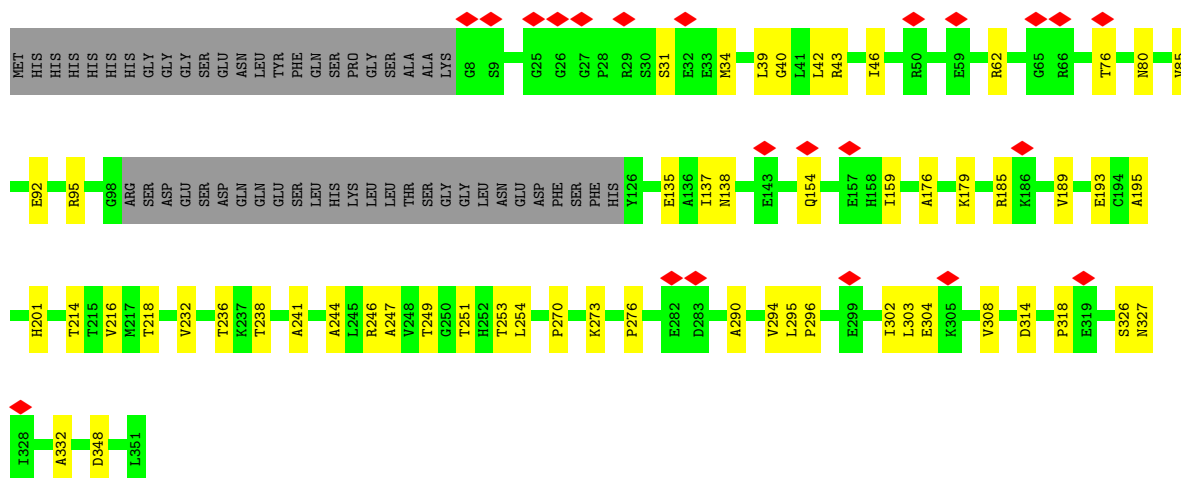 MET HIS HIS HIS HIS HIS HIS GLY GLY GLY SER GLU ASN LEU TYR PHE GLN SER PRO GLY SER ALA ALA LYS G8 S9 G25 G26 G27 P28 R29 S30 S31 E32 E33 M34 L39 G40 L41 L42 R43 I46 R50 E59 R62 G65 R66 T76 N80 V85
E92 R95 G98 ARG SER ASP GLU SER ASP GLN GLN GLU SER LEU HIS LYS LEU LEU THR SER GLY GLY LEU ASN GLU ASP PHE SER PHE HIS Y126 E135 A136 I137 N138 E143 Q154 E157 H158 I159 A176 K179 R185 K186 V189 E193 C194 A195
H201 T214 T215 V216 M217 T218 V232 T236 K237 T238 A241 A244 L245 R246 A247 V248 T249 G250 T251 H252 T253 L254 P270 K273 P276 E282 D283 A290 V294 L295 P296 E299 I302 L303 E304 K305 V308 D314 P318 E319 S326 N327
I328 A332 D348 L351